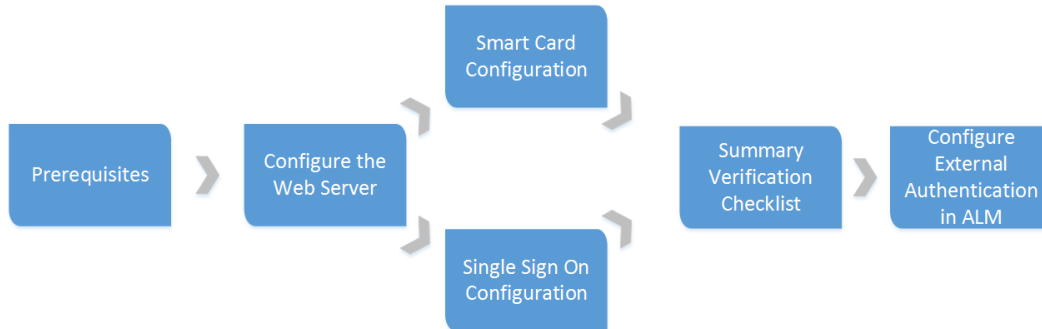 Prerequisites
Configure the
Web Server
Smart Card
Configuration
Single Sign On
Configuration
Summary
Verification
Checklist
Configure
External
Authentication
in ALM